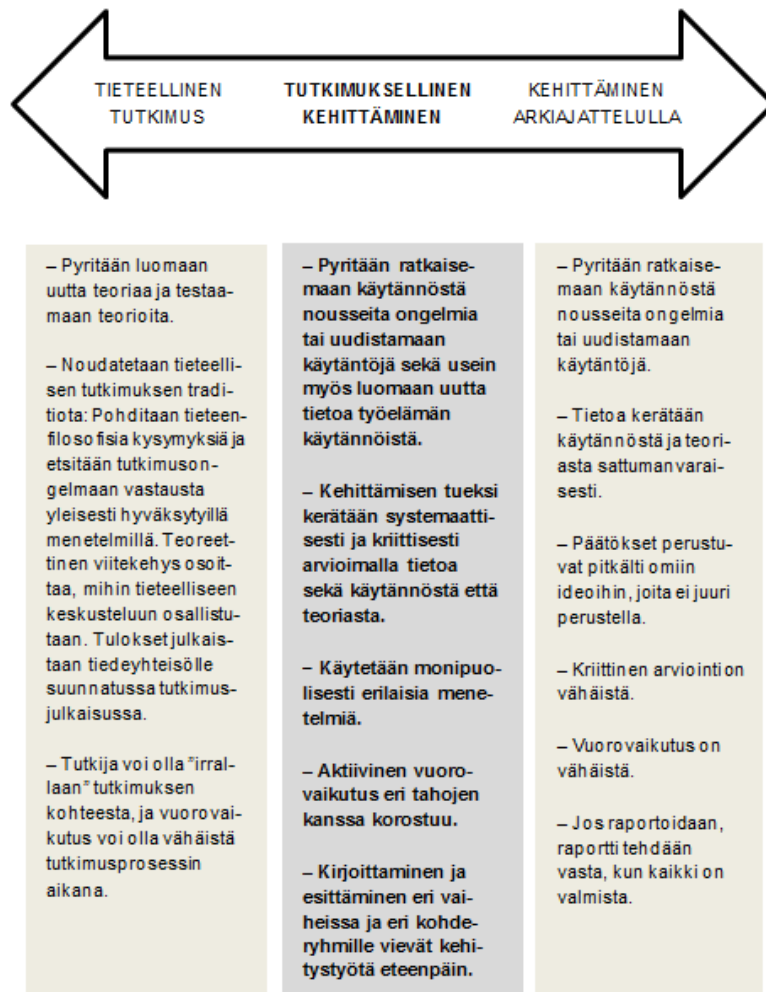 TIETEELLINEN
TUTKIMUS
TUTKIMUKSELLINEN
KEHITTÄMINEN
KEHITTÄMINEN
ARKIAJATTELULLA
– Pyritään luomaan
uutta teoriaa ja testaa-
maan teorioita.
– Noudatetaan tieteelli-
sen tutkimuksen tradi-
tiota: Pohditaan tieteen-
filosofisia kysymyksiä ja
etsitään tutkimuson-
gelmaan vastausta
yleisesti hyväksytyillä
menetelmillä. Teoreet-
tinen viitekehys osoit-
taa, mihin tieteelliseen
keskusteluun osallistu-
taan. Tulokset julkais-
taan tiedeyhteisölle
suunnatussa tutkimus-
julkaisussa.
– Tutkija voi olla ”irral-
laan” tutkimuksen
kohteesta, ja vuorovai-
kutus voi olla vähäistä
tutkimusprosessin
aikana.
– Pyritään ratkaise-
maan käytännöstä
nousseita ongelmia
tai uudistamaan
käytäntöjä sekä usein
myös luomaan uutta
tietoa työelämän
käytännöistä.
– Kehittämisen tueksi
kerätään systemaatti-
sesti ja kriittisesti
arvioimalla tietoa
sekä käytännöstä että
teoriasta.
– Käytetään monipuo-
lisesti erilaisia mene-
telmiä.
– Aktiivinen vuoro-
vaikutus eri tahojen
kanssa korostuu.
– Kirjoittaminen ja
esittäminen eri vai-
heissa ja eri kohde-
ryhmille vievät kehi-
tystyötä eteenpäin.
– Pyritään ratkaise-
maan käytännöstä
nousseita ongelmia
tai uudistamaan
käytäntöjä.
– Tietoa kerätään
käytännöstä ja teori-
asta sattumanvarai-
sesti.
– Päätökset perustu-
vat pitkälti omiin
ideoihin, joita ei juuri
perustella.
– Kriittinen arviointi on
vähäistä.
– Vuorovaikutus on
vähäistä.
– Jos raportoidaan,
raportti tehdään
vasta, kun kaikki on
valmista.